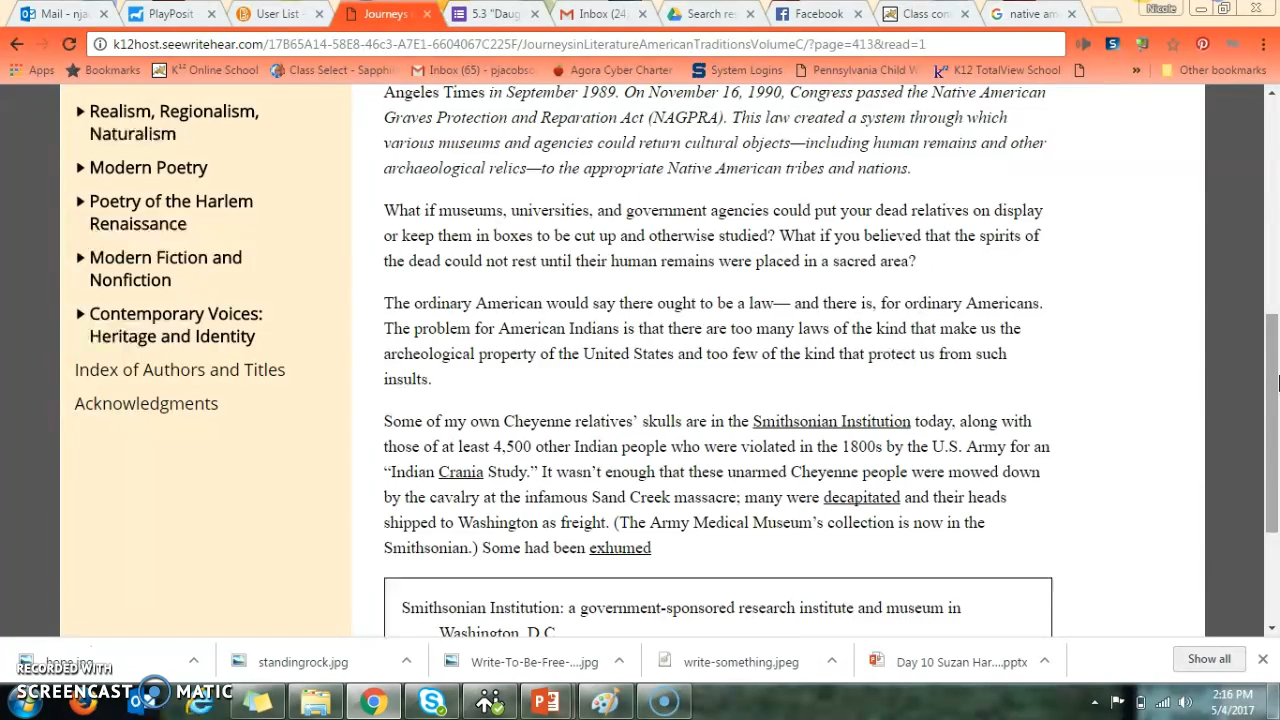 Mail - nja
PlayPosit
User List -
Journeys
5.3 "Daug
Inbox (24)
Search res
Facebook
Class con
native am
Nicole
k12host.seewritehear.com/17B65A14-58E8-46c3-A7E1-6604067C225F/JourneysinLiteratureAmericanTraditionsVolumeC/?page=413&read=1
Apps
Bookmarks
K¹² Online School
Class Select - Sapphi
Inbox (65) - pjacobso
Agora Cyber Charter
System Logins
Pennsylvania Child W
K12 TotalView School
»
Other bookmarks
Realism, Regionalism,
Naturalism
Modern Poetry
Poetry of the Harlem
Renaissance
Modern Fiction and
Nonfiction
Contemporary Voices:
Heritage and Identity
Index of Authors and Titles
Acknowledgments
Angeles Times in September 1989. On November 16, 1990, Congress passed the Native American
Graves Protection and Reparation Act (NAGPRA). This law created a system through which
various museums and agencies could return cultural objects—including human remains and other
archaeological relics—to the appropriate Native American tribes and nations.
What if museums, universities, and government agencies could put your dead relatives on display
or keep them in boxes to be cut up and otherwise studied? What if you believed that the spirits of
the dead could not rest until their human remains were placed in a sacred area?
The ordinary American would say there ought to be a law— and there is, for ordinary Americans.
The problem for American Indians is that there are too many laws of the kind that make us the
archeological property of the United States and too few of the kind that protect us from such
insults.
Some of my own Cheyenne relatives’ skulls are in the Smithsonian Institution today, along with
those of at least 4,500 other Indian people who were violated in the 1800s by the U.S. Army for an
“Indian Crania Study.” It wasn’t enough that these unarmed Cheyenne people were mowed down
by the cavalry at the infamous Sand Creek massacre; many were decapitated and their heads
shipped to Washington as freight. (The Army Medical Museum’s collection is now in the
Smithsonian.) Some had been exhumed
Smithsonian Institution: a government-sponsored research institute and museum in
Washington, D.C.
standingrock.jpg
Write-To-Be-Free-....jpg
write-something.jpeg
Day 10 Suzan Har....pptx
Show all
RECORDED WITH
SCREENCAST MATIC
2:16 PM
5/4/2017